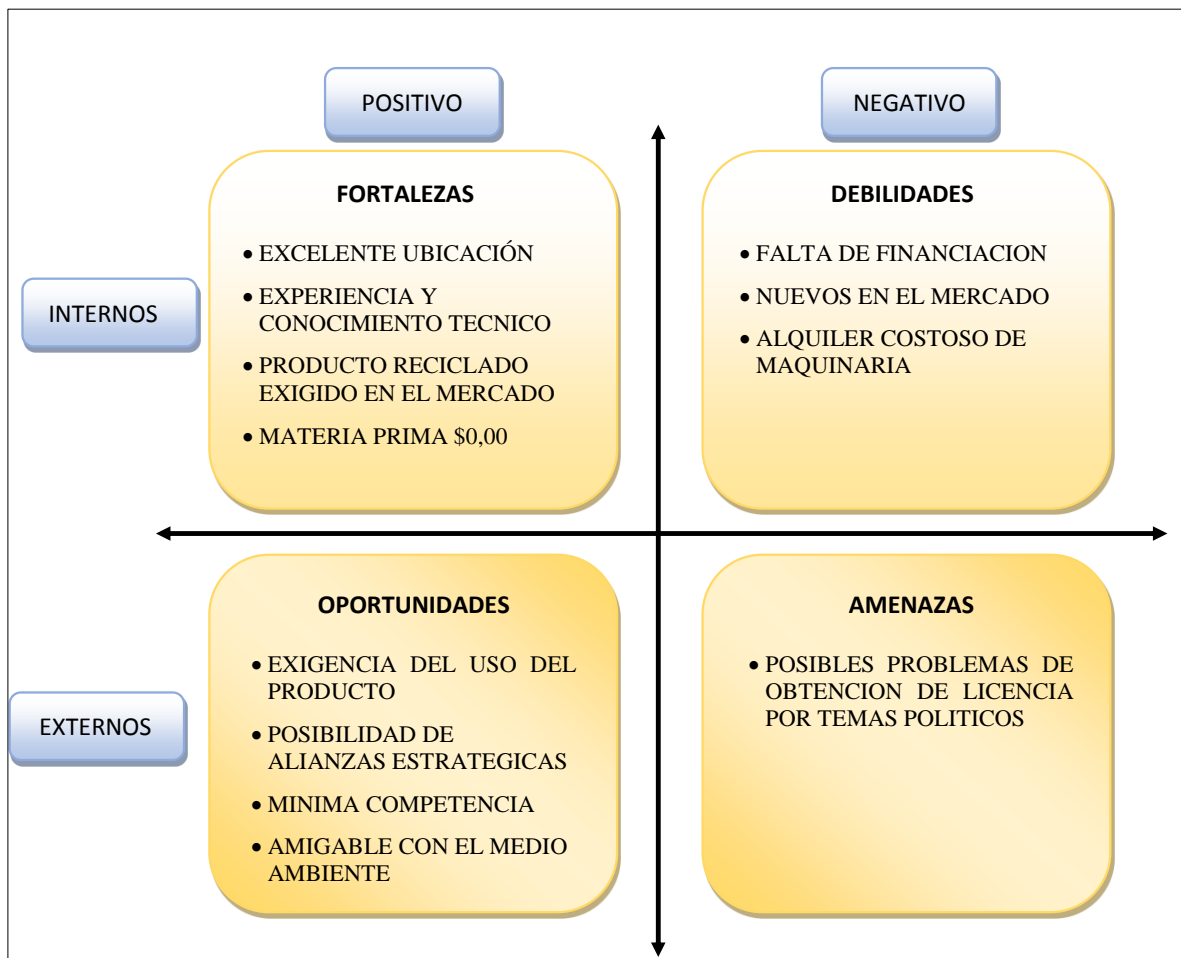 POSITIVO
NEGATIVO
INTERNOS
FORTALEZAS
• EXCELENTE UBICACIÓN
• EXPERIENCIA Y
CONOCIMIENTO TECNICO
• PRODUCTO RECICLADO
EXIGIDO EN EL MERCADO
• MATERIA PRIMA $0,00
DEBILIDADES
• FALTA DE FINANCIACION
• NUEVOS EN EL MERCADO
• ALQUILER COSTOSO DE
MAQUINARIA
EXTERNOS
OPORTUNIDADES
• EXIGENCIA DEL USO DEL
PRODUCTO
• POSIBILIDAD DE
ALIANZAS ESTRATEGICAS
• MINIMA COMPETENCIA
• AMIGABLE CON EL MEDIO
AMBIENTE
AMENAZAS
• POSIBLES PROBLEMAS DE
OBTENCION DE LICENCIA
POR TEMAS POLITICOS